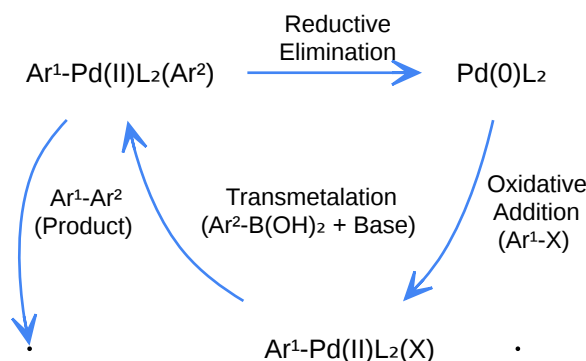 Reductive
Elimination
Ar¹-Pd(II)L₂(Ar²)
Pd(0)L₂
Ar¹-Ar²
(Product)
Transmetalation
(Ar²-B(OH)₂ + Base)
Oxidative
Addition
(Ar¹-X)
Ar¹-Pd(II)L₂(X)